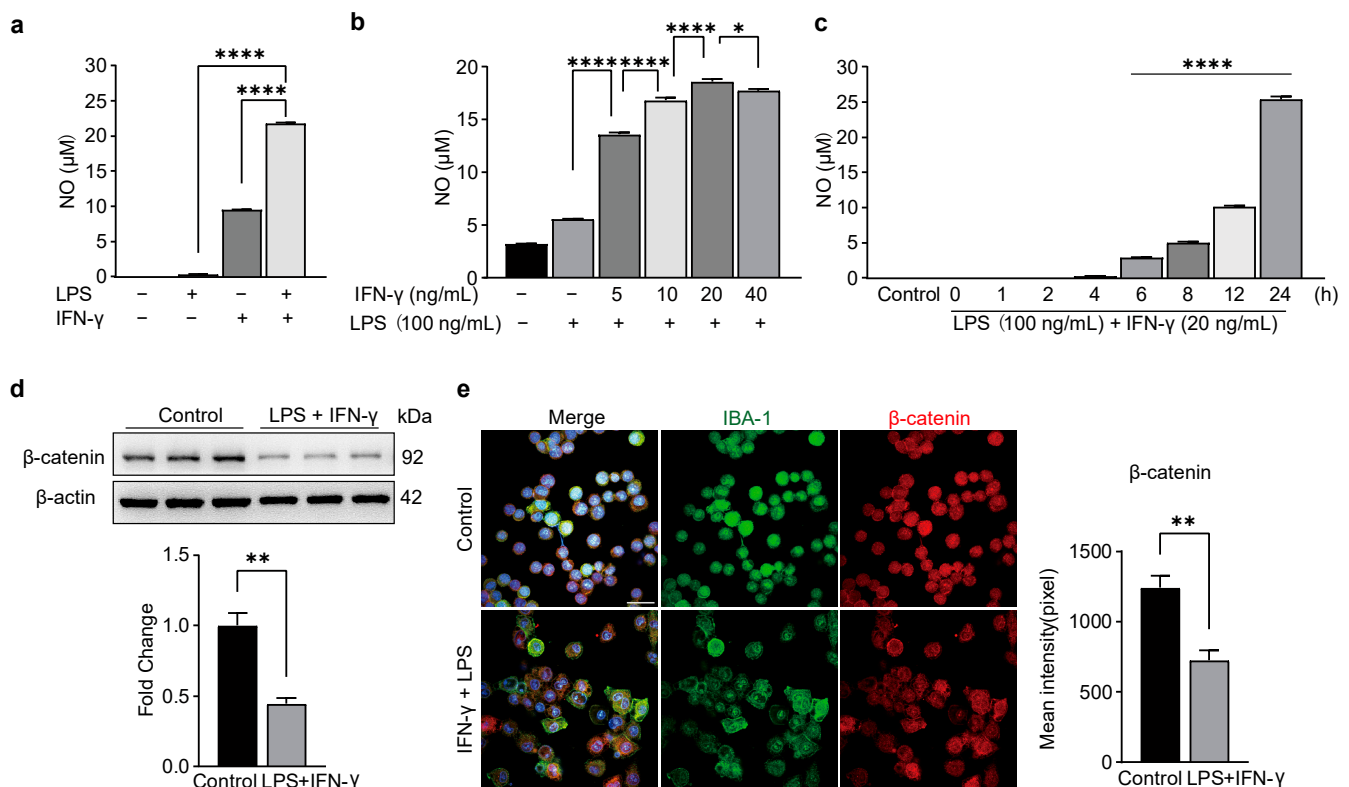 a
****
****
NO (μM)
30
25
20
15
10
5
0
LPS − + − +
IFN-γ − − + +
b
**** **** **** *
NO (μM)
20
15
10
5
0
IFN-γ (ng/mL) − − 5 10 20 40
LPS (100 ng/mL) − + + + + +
c
****
NO (μM)
30
25
20
15
10
5
0
Control 0 1 2 4 6 8 12 24 (h)
LPS (100 ng/mL) + IFN-γ (20 ng/mL)
d
Control LPS + IFN-γ kDa
β-catenin 92
β-actin 42
**
Fold Change
1.5
1.0
0.5
0.0
Control LPS+IFN-γ
e
Merge IBA-1 β-catenin
Control
IFN-γ + LPS
β-catenin
**
Mean intensity(pixel)
1500
1000
500
0
Control LPS+IFN-γ